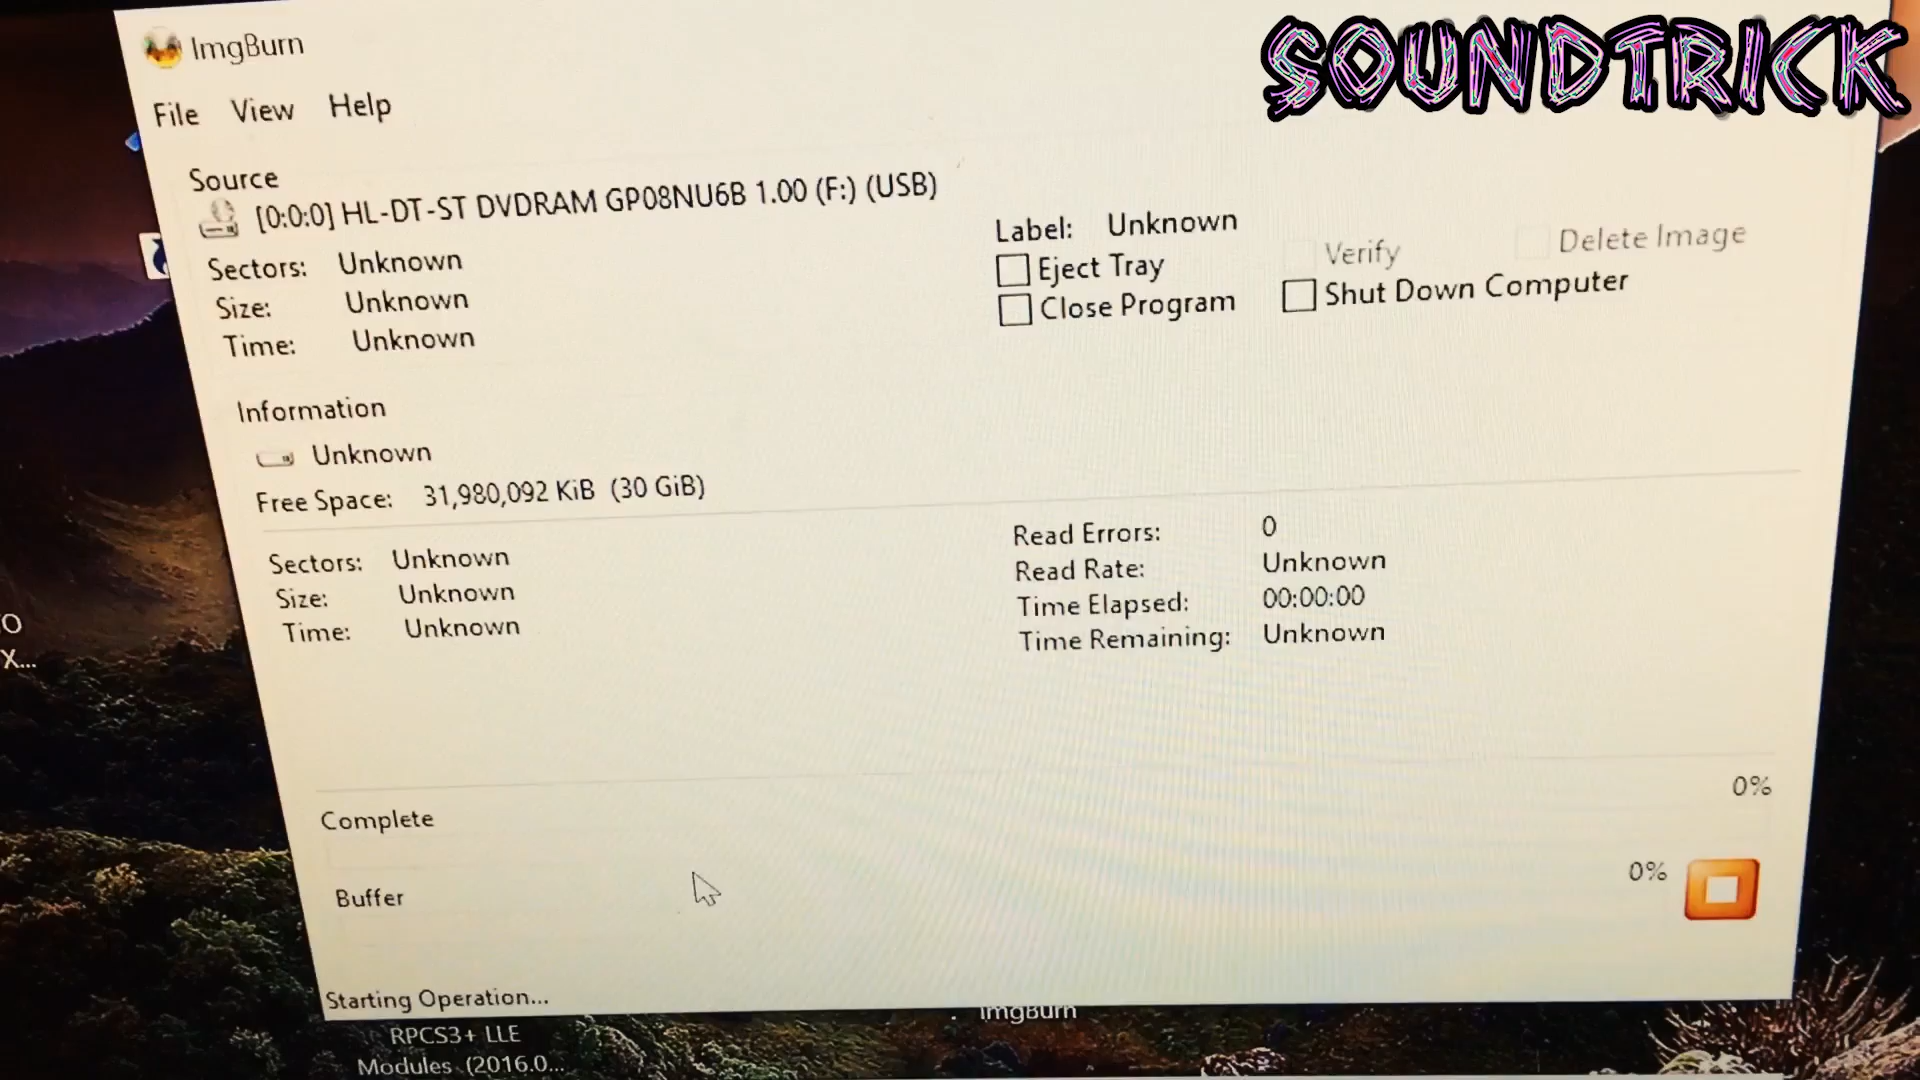 SOUNDTRICK
ImgBurn
File View Help
Source
[0:0:0] HL-DT-ST DVDRAM GP08NU6B 1.00 (F:) (USB)
Sectors: Unknown
Size: Unknown
Time: Unknown
Label: Unknown
Eject Tray Verify Delete Image
Close Program Shut Down Computer
Information
Unknown
Free Space: 31,980,092 KiB (30 GiB)
Sectors: Unknown
Size: Unknown
Time: Unknown
Read Errors: 0
Read Rate: Unknown
Time Elapsed: 00:00:00
Time Remaining: Unknown
0%
Complete
0%
Buffer
Starting Operation...
O
X...
RPCS3+ LLE
Modules (2016.0...
ImgBurn